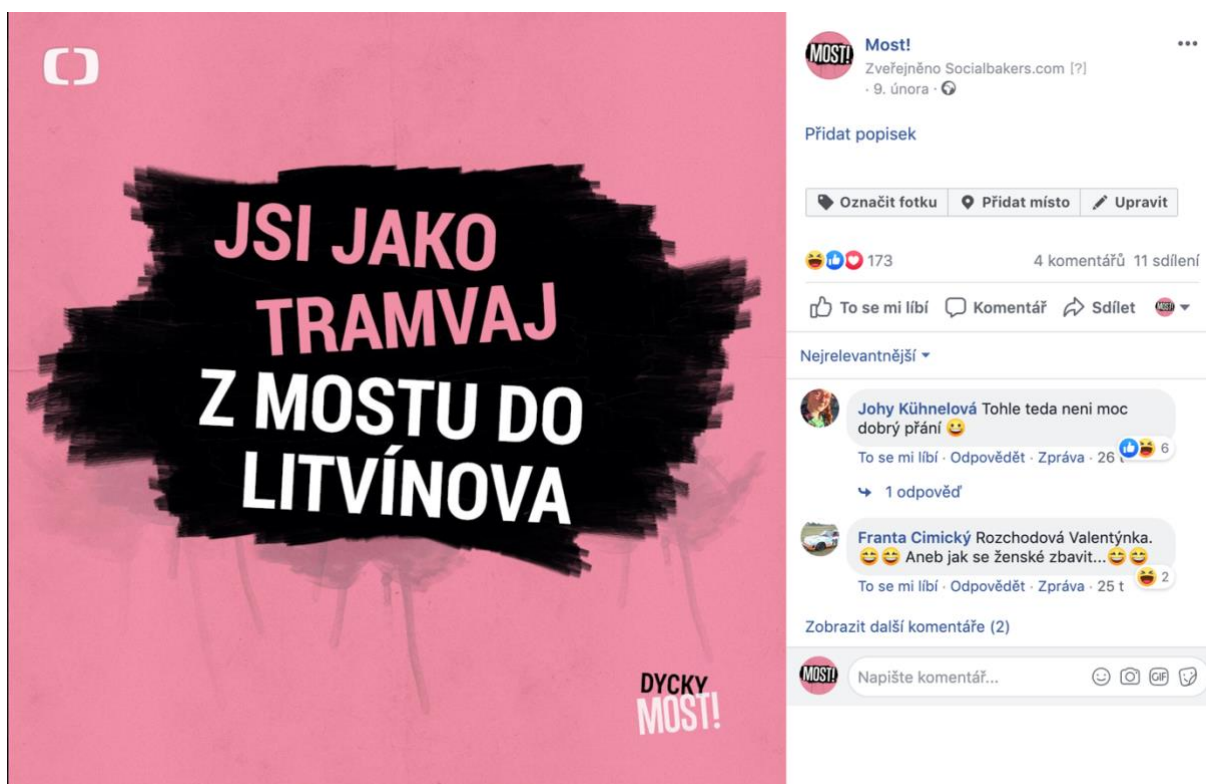 JSI JAKO
TRAMVAJ
Z MOSTU DO
LITVÍNOVA
DYCKY
MOST!
MOST!
Most!
Zveřejněno Socialbakers.com [?]
· 9. února ·
Přidat popisek
Označit fotku Přidat místo Upravit
173 4 komentářů 11 sdílení
To se mi líbí Komentář Sdílet
Nejrelevantnější
Johy Kühnelová Tohle teda neni moc
dobrý přání
6
To se mi líbí · Odpovědět · Zpráva · 26
1 odpověď
Franta Cimický Rozchodová Valentýnka.
Aneb jak se ženské zbavit...
2
To se mi líbí · Odpovědět · Zpráva · 25 t
Zobrazit další komentáře (2)
MOST!
Napište komentář...
GIF